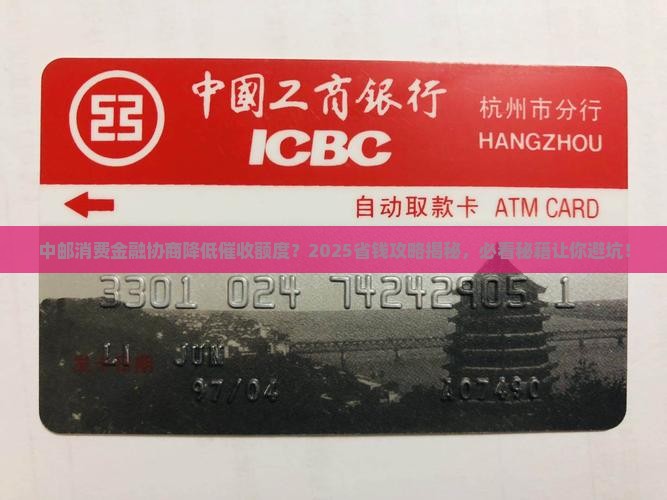 中國工商銀行
ICBC
杭州市分行
HANGZHOU
自动取款卡 ATM CARD
中邮消费金融协商降低催收额度？2025省钱攻略揭秘，必看秘籍让你避坑！
3301 024 74242905 1
LI JUN
97/04 A07490